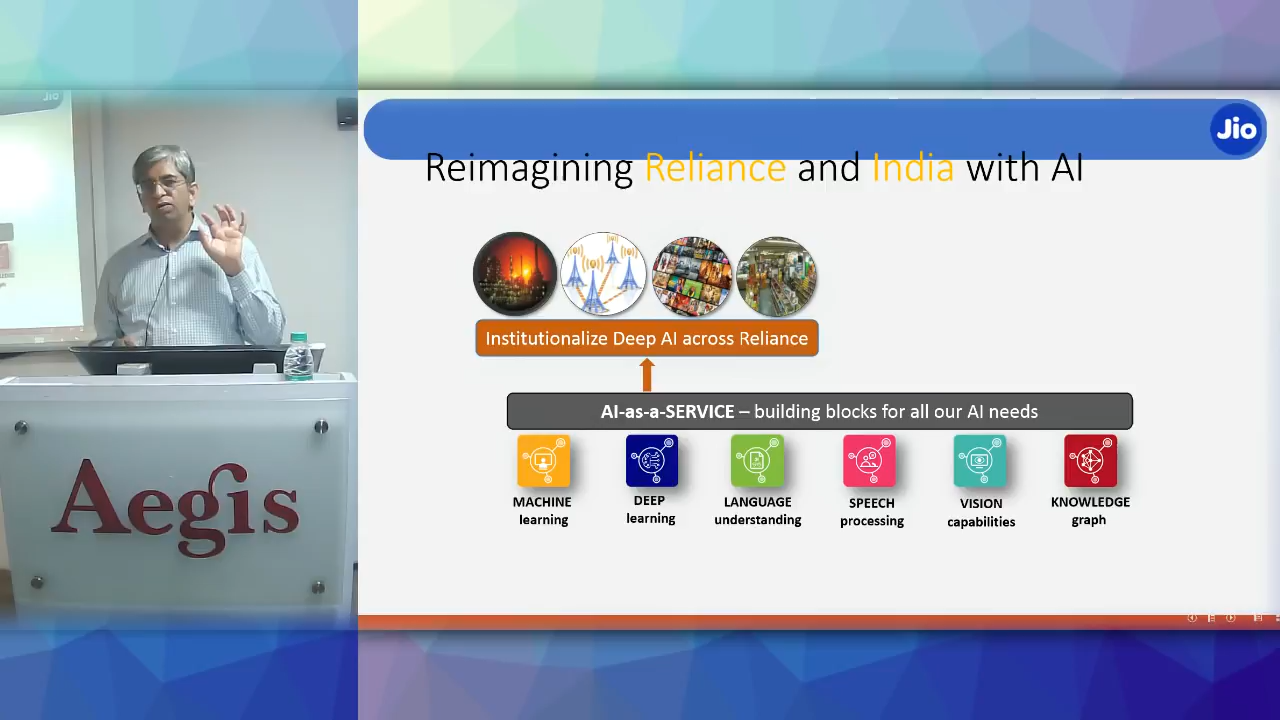 Jio
Reimagining Reliance and India with AI
Institutionalize Deep AI across Reliance
AI-as-a-SERVICE – building blocks for all our AI needs
MACHINE
learning
DEEP
learning
LANGUAGE
understanding
SPEECH
processing
VISION
capabilities
KNOWLEDGE
graph
Jio
Aegis